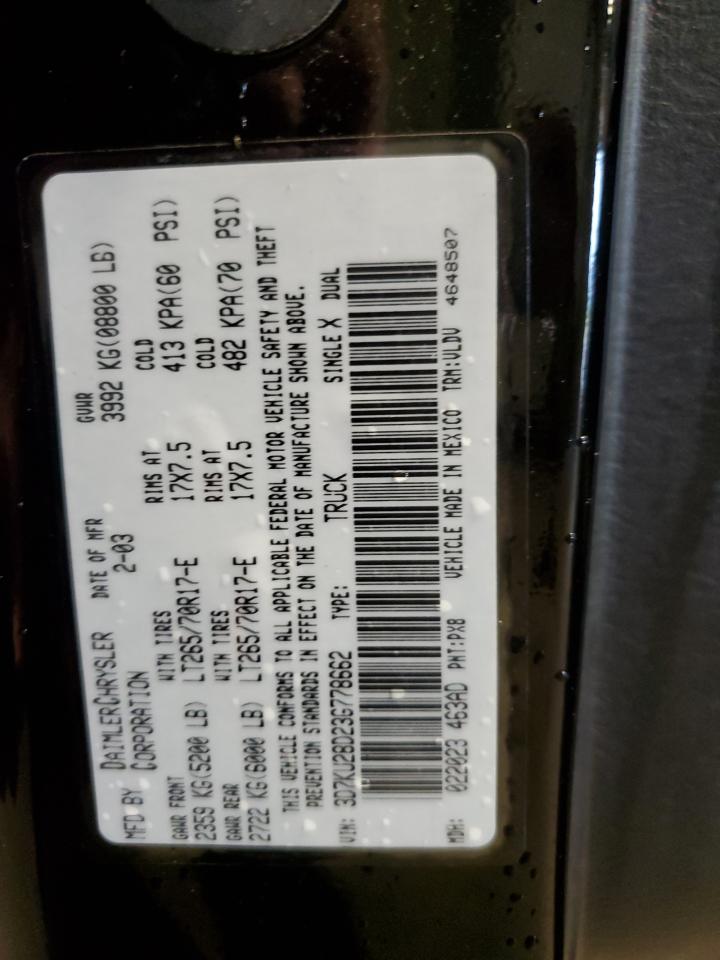 MFD BY DAIMLERCHRYSLER CORPORATION
DATE OF MFR 2-03
GVWR 3992 KG(08800 LB)
GAWR FRONT WITH TIRES RIMS AT COLD
2359 KG(5200 LB) LT265/70R17-E 17X7.5 413 KPA(60 PSI)
GAWR REAR WITH TIRES RIMS AT COLD
2722 KG(6000 LB) LT265/70R17-E 17X7.5 482 KPA(70 PSI)
THIS VEHICLE CONFORMS TO ALL APPLICABLE FEDERAL MOTOR VEHICLE SAFETY AND THEFT
PREVENTION STANDARDS IN EFFECT ON THE DATE OF MANUFACTURE SHOWN ABOVE.
VIN: 3D7KU28D23G778662 TYPE: TRUCK SINGLE X DUAL
MDH: 022023 463AD PNT:PX8 VEHICLE MADE IN MEXICO TRM:VLDV 4648507